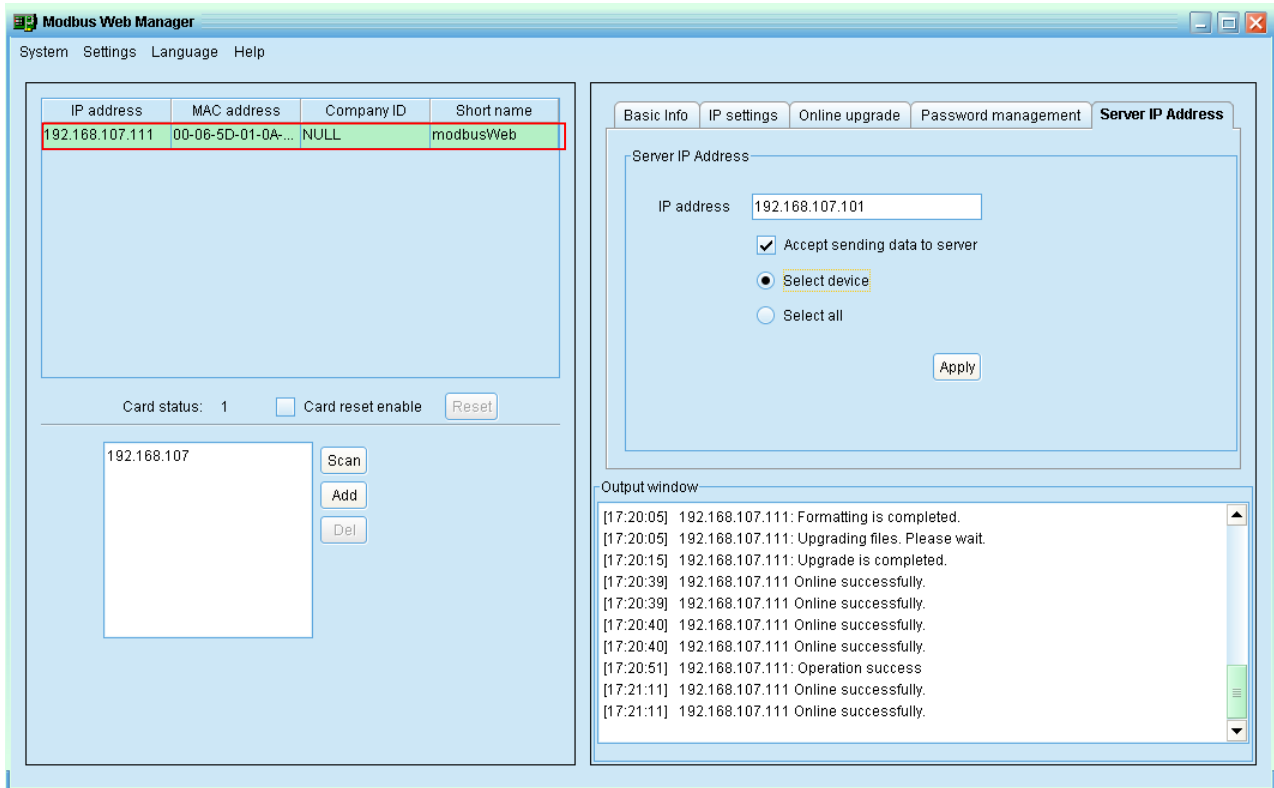 Modbus Web Manager
System Settings Language Help
IP address MAC address Company ID Short name
192.168.107.111 00-06-5D-01-0A-... NULL modbusWeb
Card status: 1 Card reset enable Reset
192.168.107
Scan
Add
Del
Basic Info IP settings Online upgrade Password management Server IP Address
Server IP Address
IP address 192.168.107.101
Accept sending data to server
Select device
Select all
Apply
Output window
[17:20:05] 192.168.107.111: Formatting is completed.
[17:20:05] 192.168.107.111: Upgrading files. Please wait.
[17:20:15] 192.168.107.111: Upgrade is completed.
[17:20:39] 192.168.107.111 Online successfully.
[17:20:39] 192.168.107.111 Online successfully.
[17:20:40] 192.168.107.111 Online successfully.
[17:20:40] 192.168.107.111 Online successfully.
[17:20:51] 192.168.107.111: Operation success
[17:21:11] 192.168.107.111 Online successfully.
[17:21:11] 192.168.107.111 Online successfully.